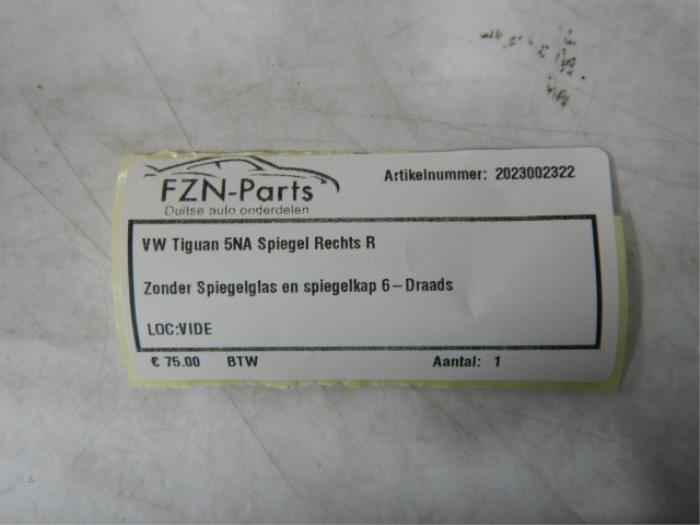 FZN-Parts
Duitse auto onderdelen
Artikelnummer: 2023002322
VW Tiguan 5NA Spiegel Rechts R
Zonder Spiegelglas en spiegelkap 6-Draads
LOC:VIDE
€ 75.00 BTW Aantal: 1